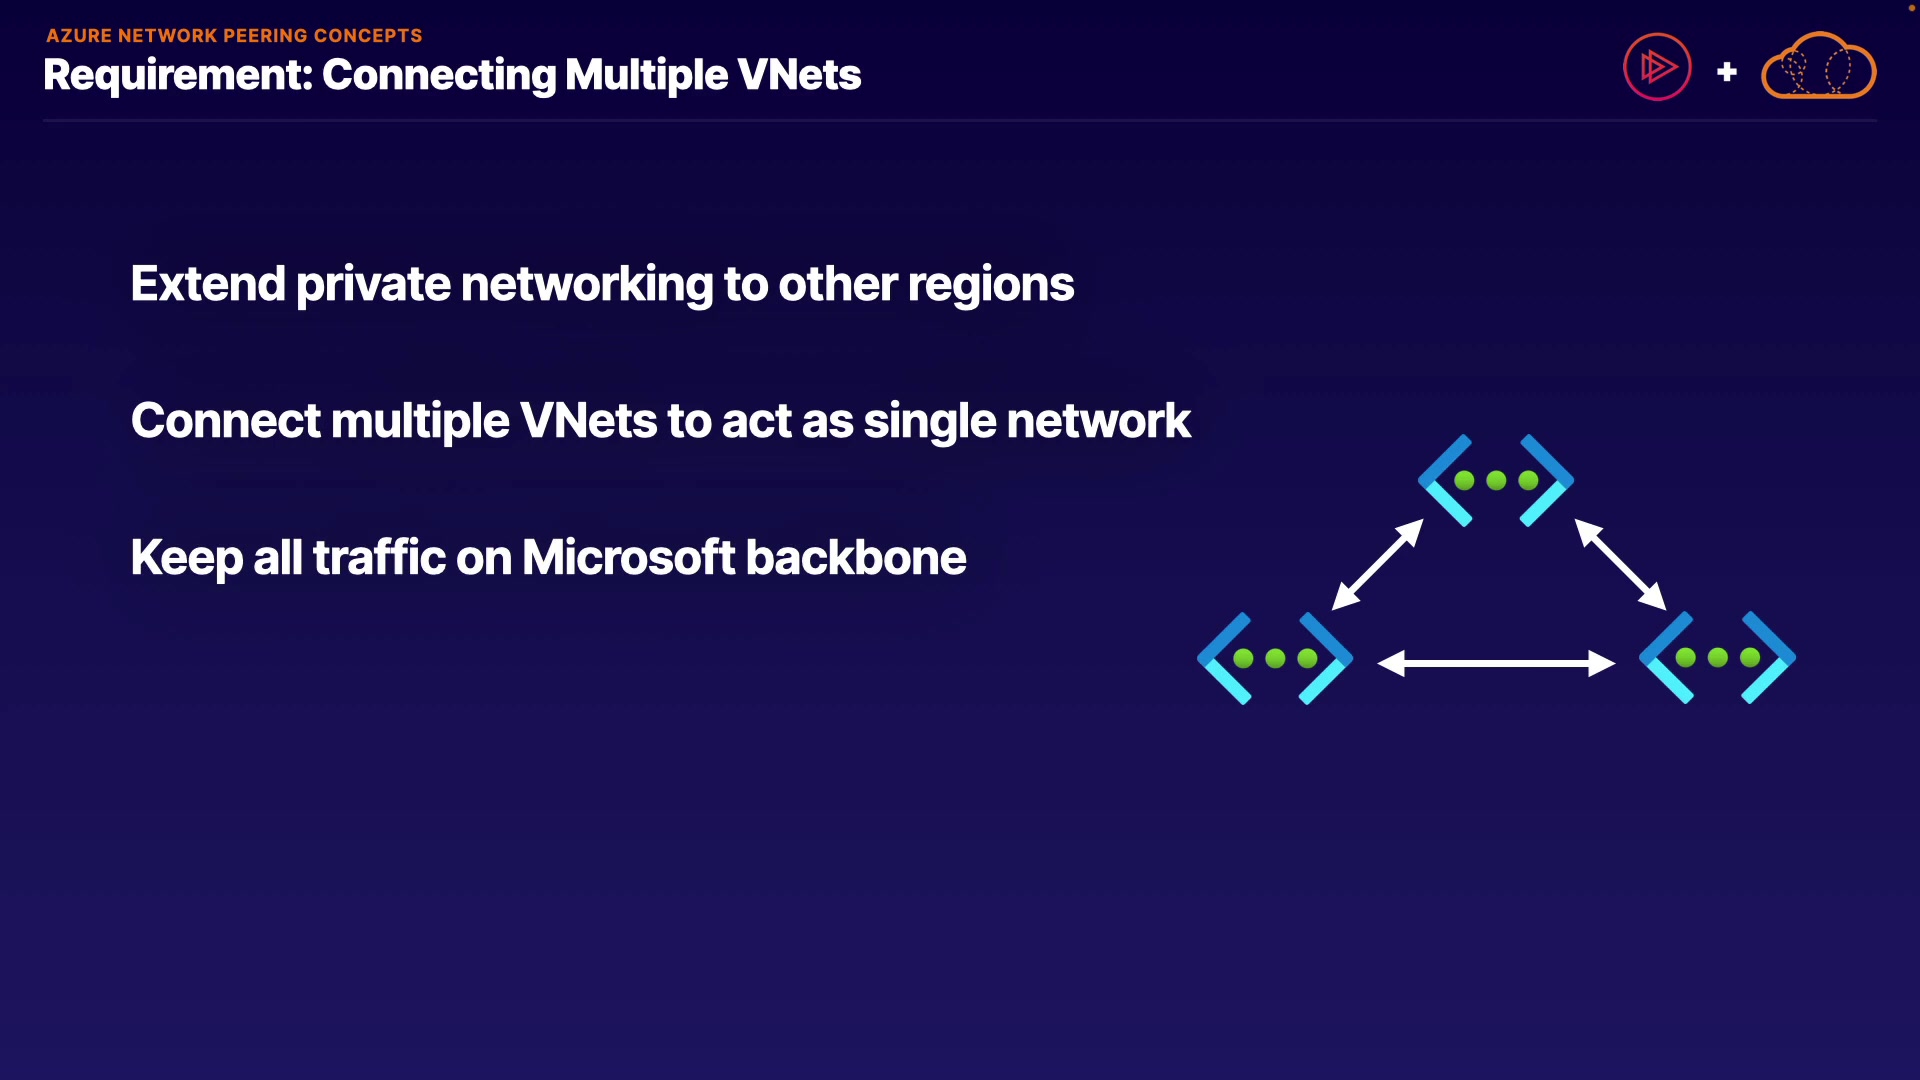 AZURE NETWORK PEERING CONCEPTS
Requirement: Connecting Multiple VNets
+
Extend private networking to other regions
Connect multiple VNets to act as single network
Keep all traffic on Microsoft backbone